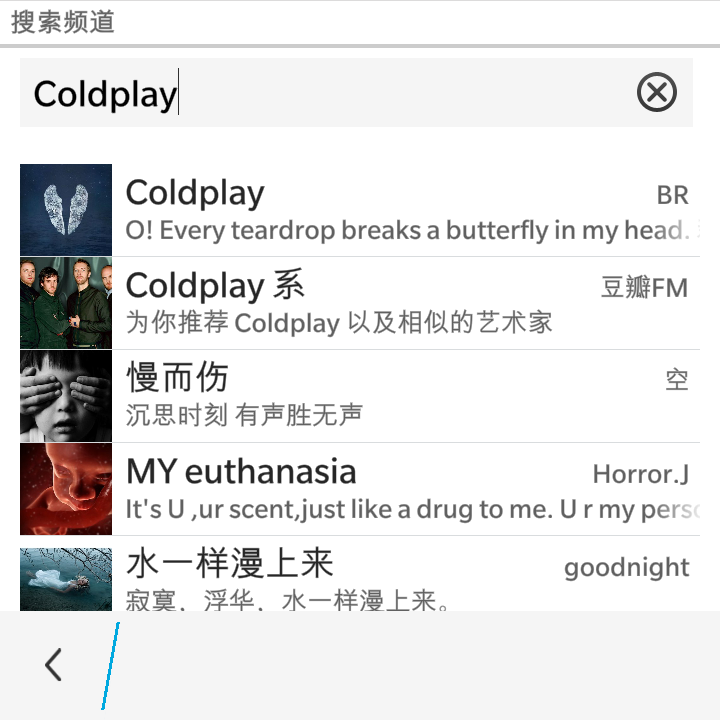 搜索频道
Coldplay
Coldplay BR
O! Every teardrop breaks a butterfly in my head.
Coldplay 系 豆瓣FM
为你推荐 Coldplay 以及相似的艺术家
慢而伤 空
沉思时刻 有声胜无声
MY euthanasia Horror.J
It's U ,ur scent,just like a drug to me. U r my
水一样漫上来 goodnight
寂寞，浮华，水一样漫上来。